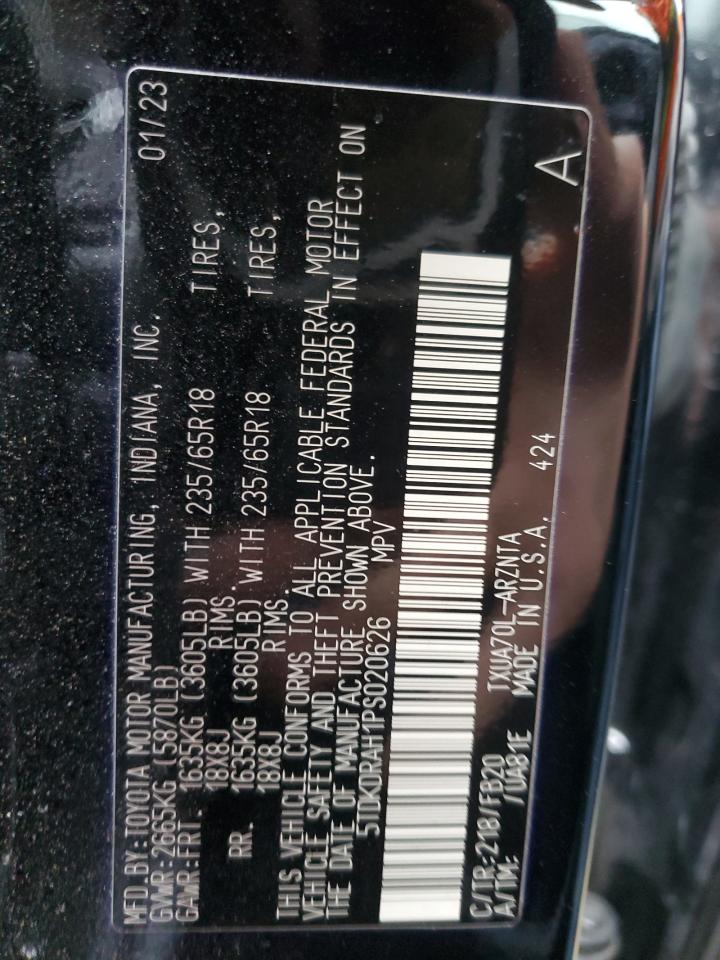 MFD BY:TOYOTA MOTOR MANUFACTURING, INDIANA, INC. 01/23
GVWR:2665KG (5870LB)
GAWR:FRT. 1635KG (3605LB) WITH 235/65R18 TIRES,
18X8J RIMS.
RR. 1635KG (3605LB) WITH 235/65R18 TIRES,
18X8J RIMS.
THIS VEHICLE CONFORMS TO ALL APPLICABLE FEDERAL MOTOR
VEHICLE SAFETY AND THEFT PREVENTION STANDARDS IN EFFECT ON
THE DATE OF MANUFACTURE SHOWN ABOVE.
5TDKDRAH1PS020626 MPV
C/TR:218/FB20 TXUA70L-ARZNTA A
A/TM: /UA81E MADE IN U.S.A. 424